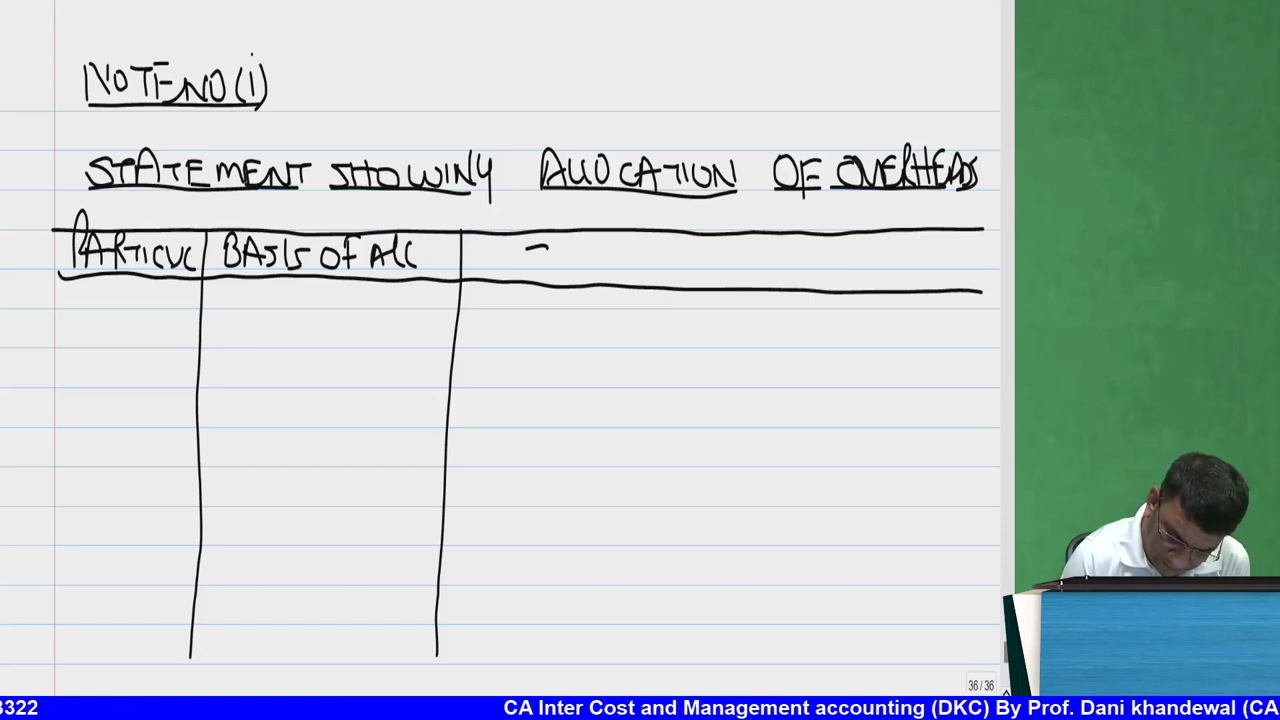 NOTE NO (i)
STATEMENT SHOWING ALLOCATION OF OVERHEADS
PARTICUL BASIS OF ALL
36 / 36
3322 CA Inter Cost and Management accounting (DKC) By Prof. Dani khandewal (CA